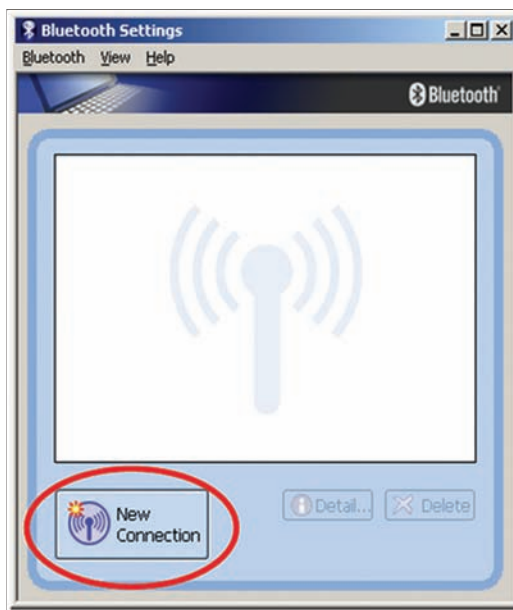 Bluetooth Settings
Bluetooth View Help
Bluetooth
New
Connection
Detail...
Delete